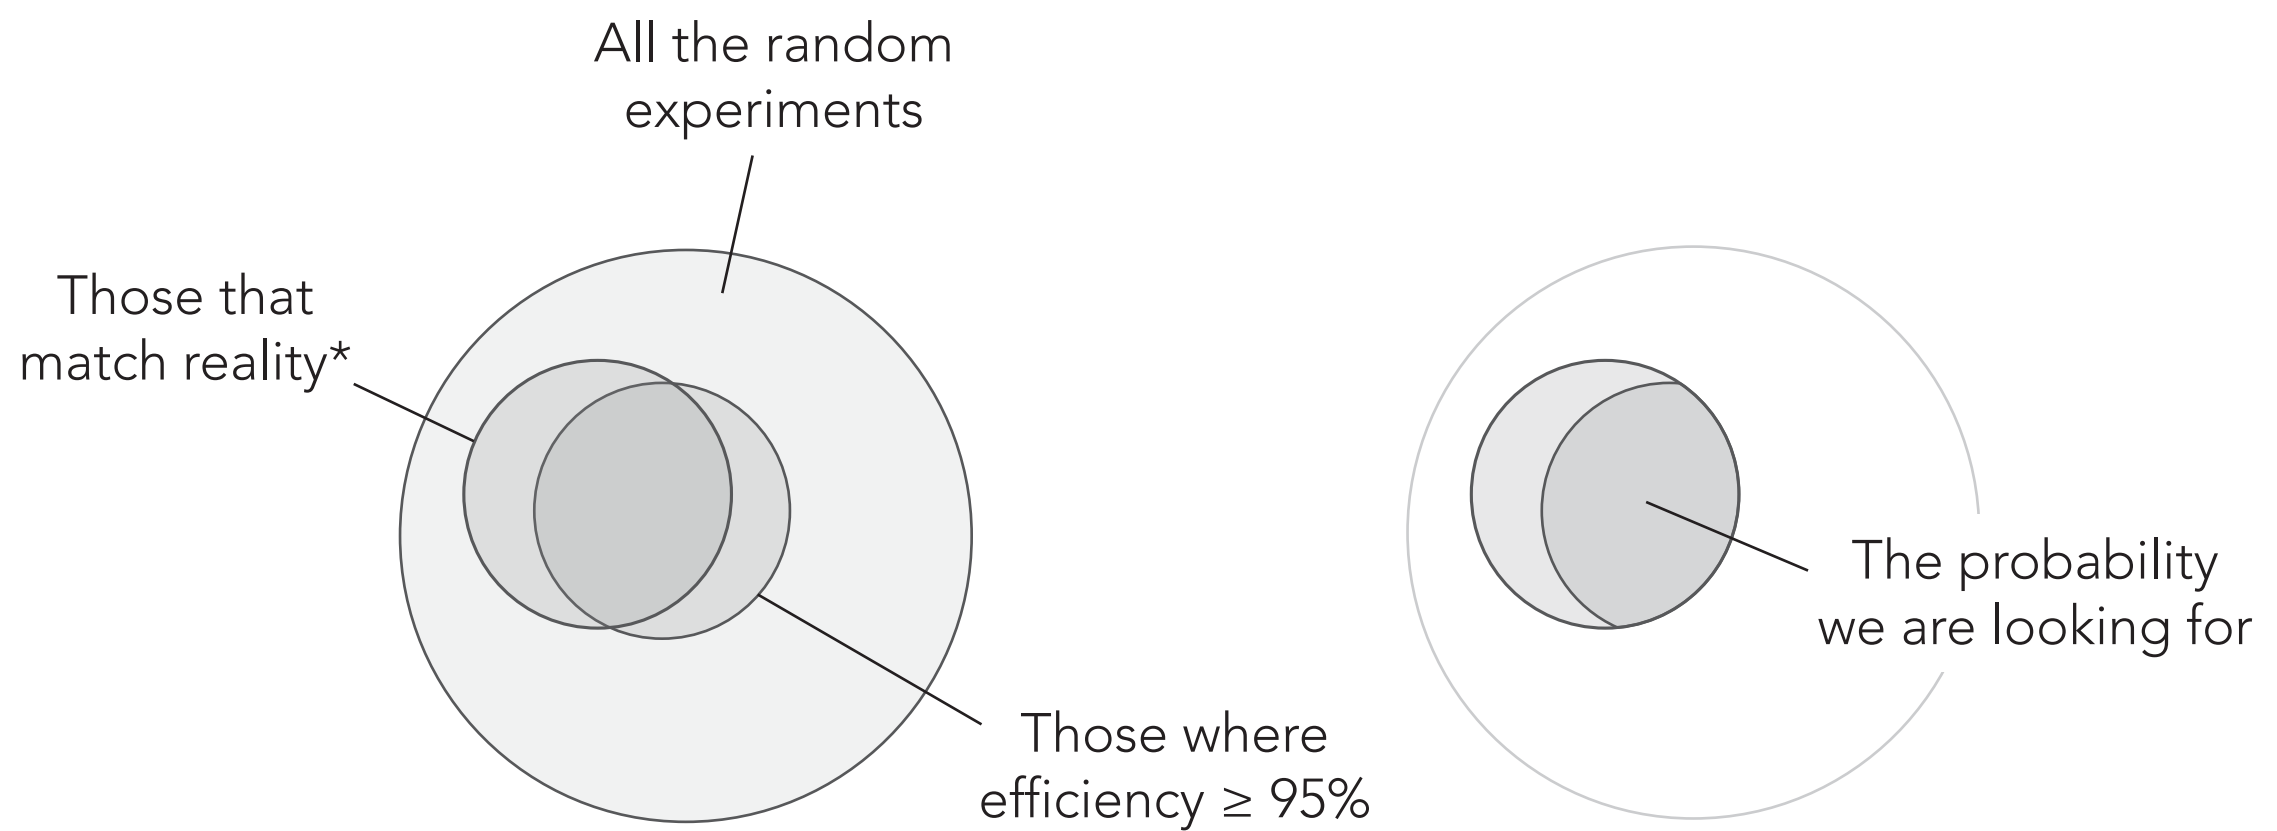 All the random
experiments
Those that
match reality*
Those where
efficiency ≥ 95%
The probability
we are looking for